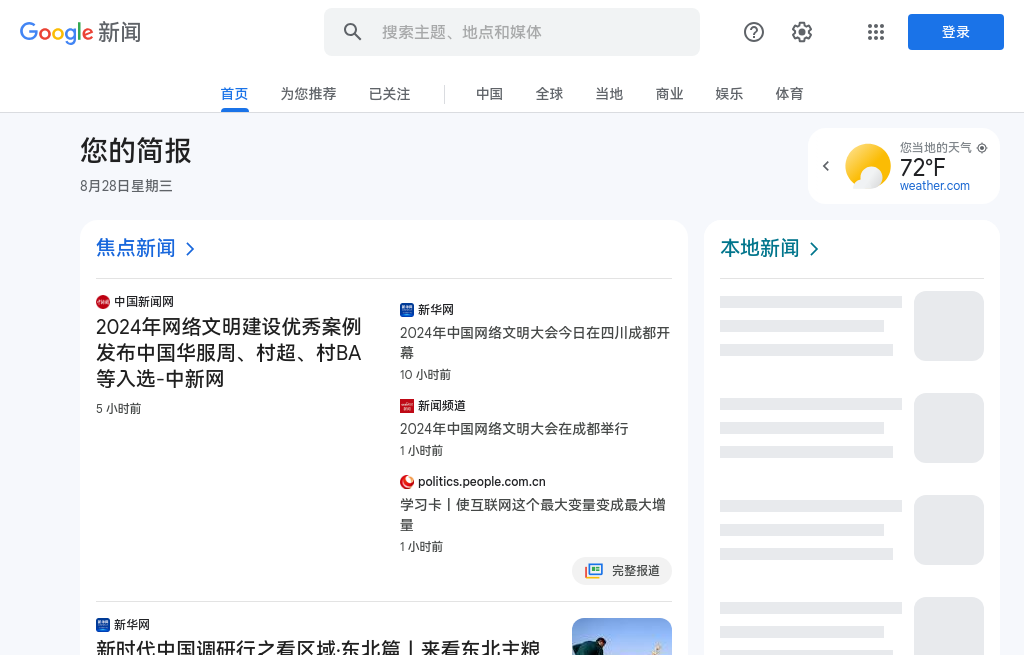 Google 新闻
搜索主题、地点和媒体
登录
首页 为您推荐 已关注 中国 全球 当地 商业 娱乐 体育
您的简报
8月28日星期三
您当地的天气
72°F
weather.com
焦点新闻
中国新闻网
2024年网络文明建设优秀案例
发布中国华服周、村超、村BA
等入选-中新网
5 小时前
新华网
2024年中国网络文明大会今日在四川成都开
幕
10 小时前
新闻频道
2024年中国网络文明大会在成都举行
1 小时前
politics.people.com.cn
学习卡丨使互联网这个最大变量变成最大增
量
1 小时前
完整报道
新华网
新时代中国调研行之看区域·东北篇丨来看东北主粮
本地新闻